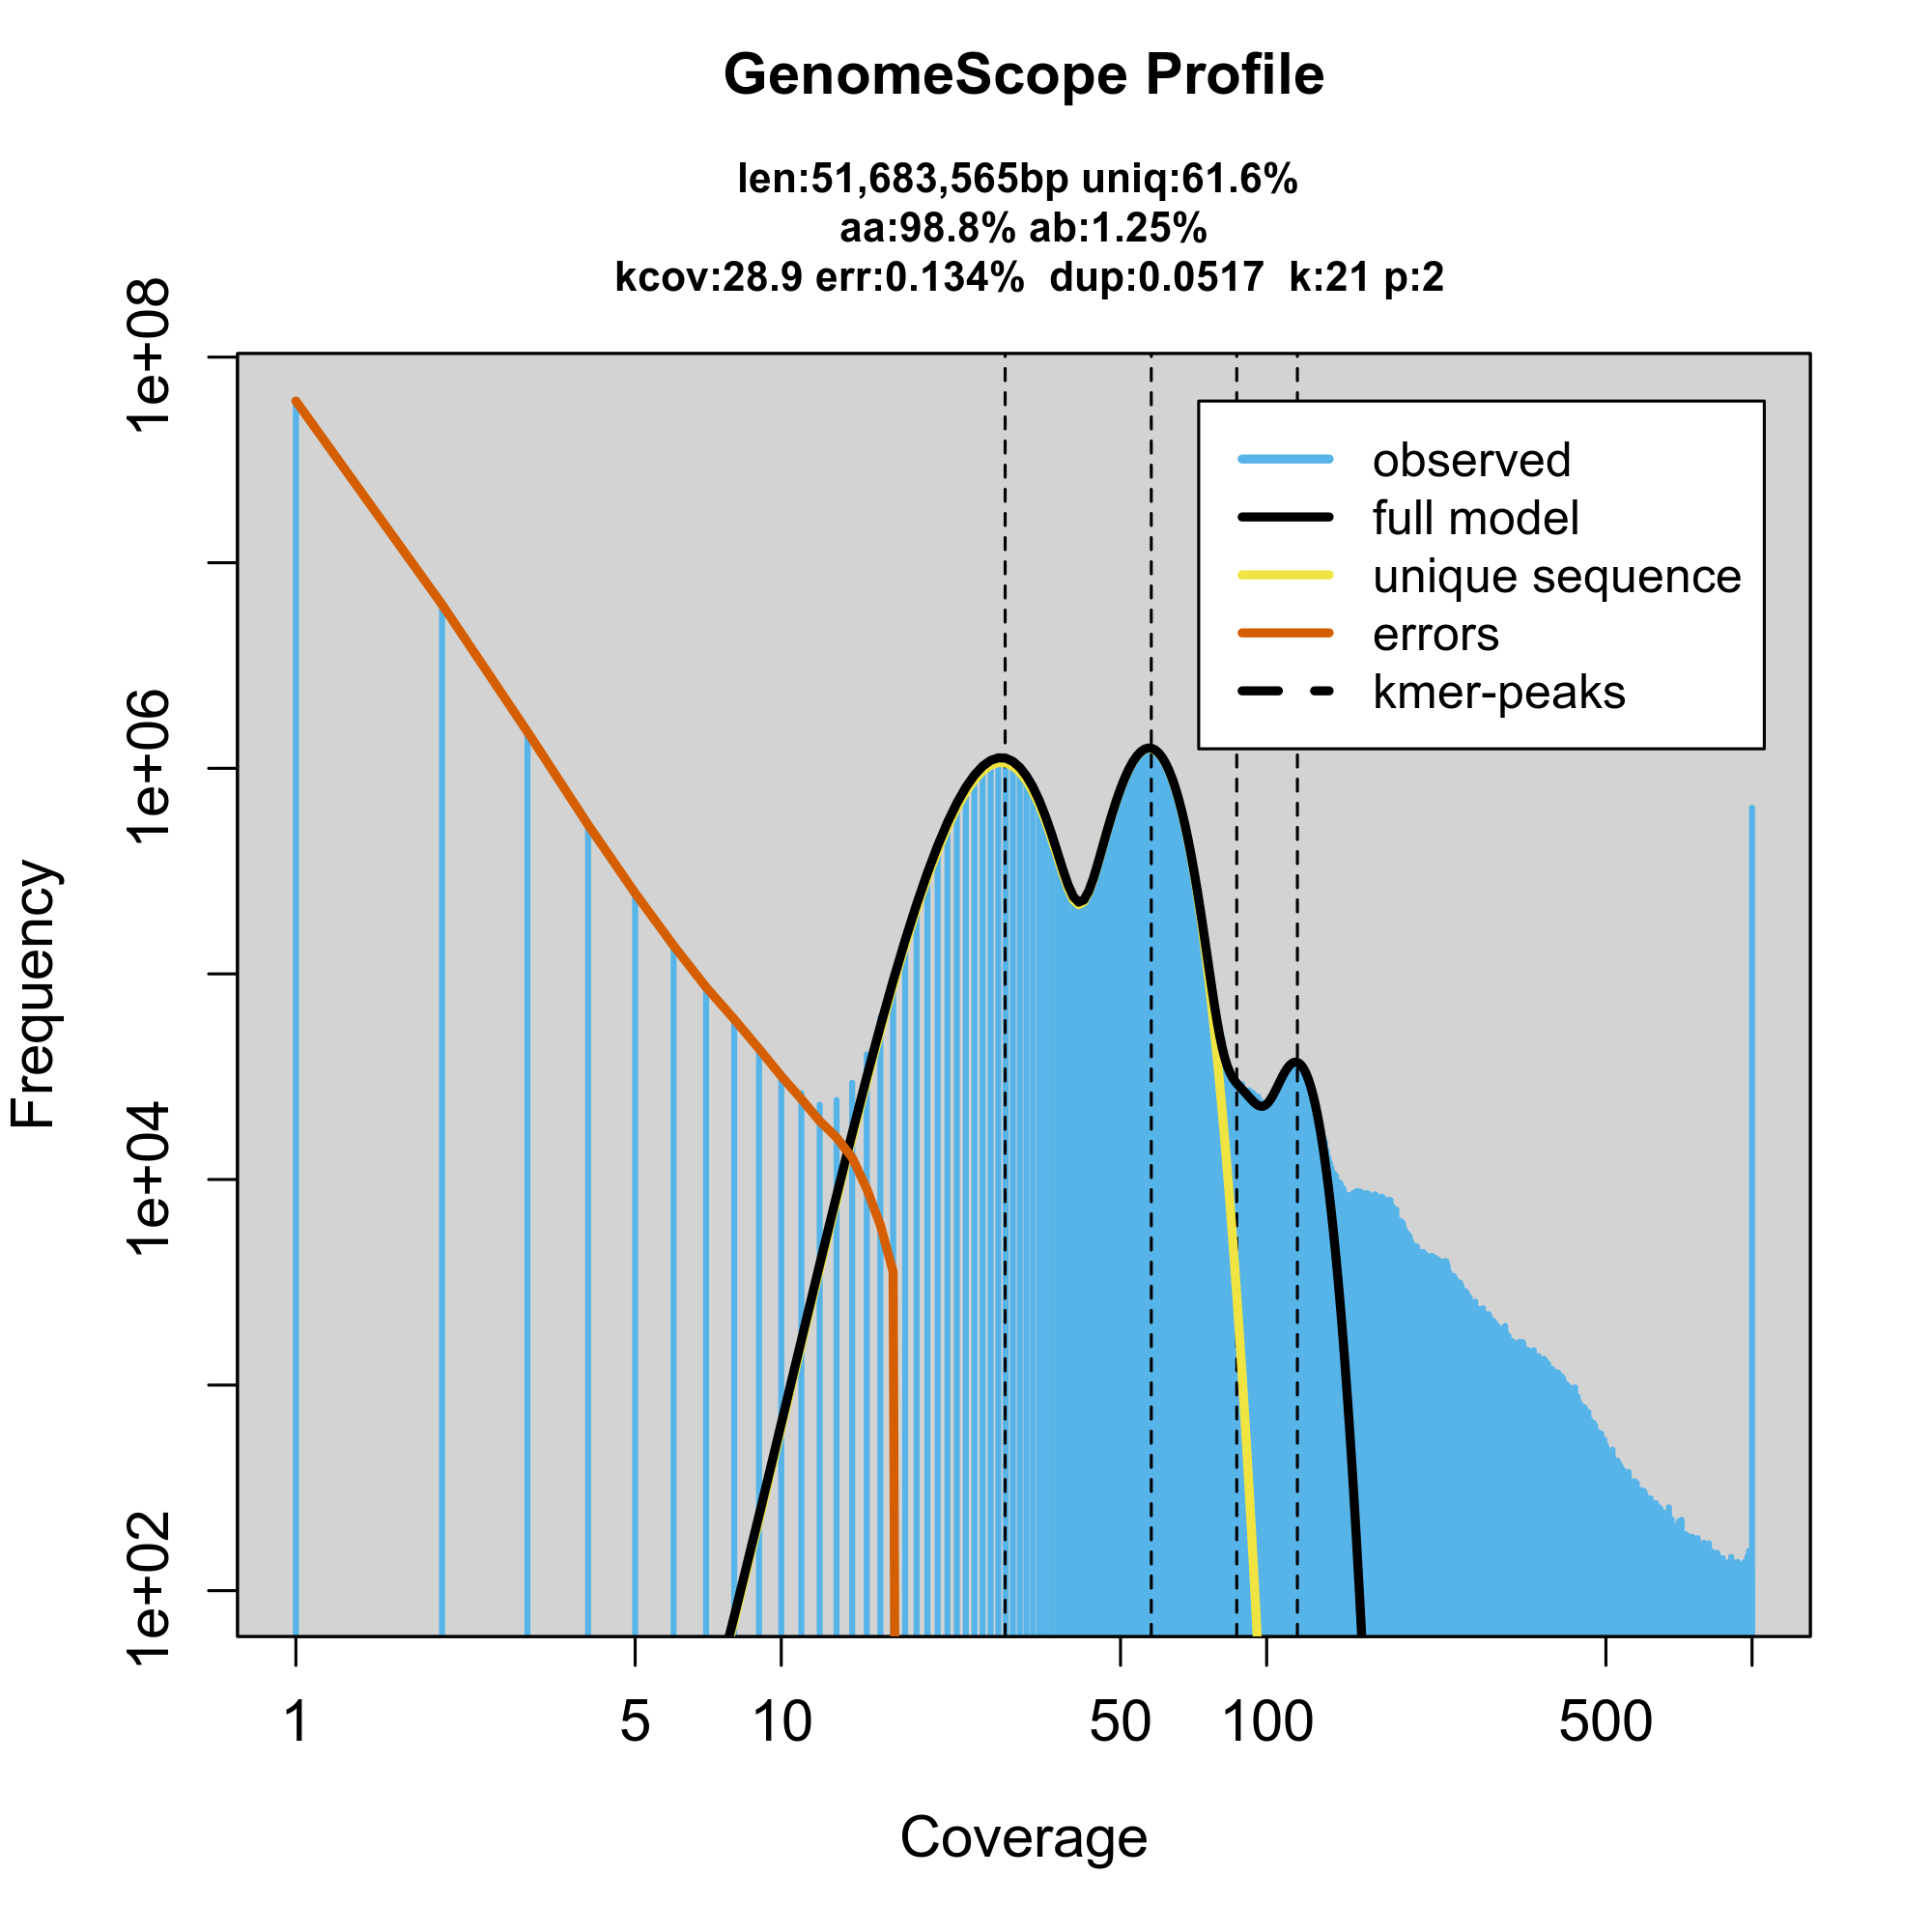 GenomeScope Profile
len:51,683,565bp uniq:61.6%
aa:98.8% ab:1.25%
kcov:28.9 err:0.134%  dup:0.0517  k:21 p:2
observed
full model
unique sequence
errors
kmer-peaks
Frequency
1e+08
1e+06
1e+04
1e+02
1 5 10 50 100 500
Coverage